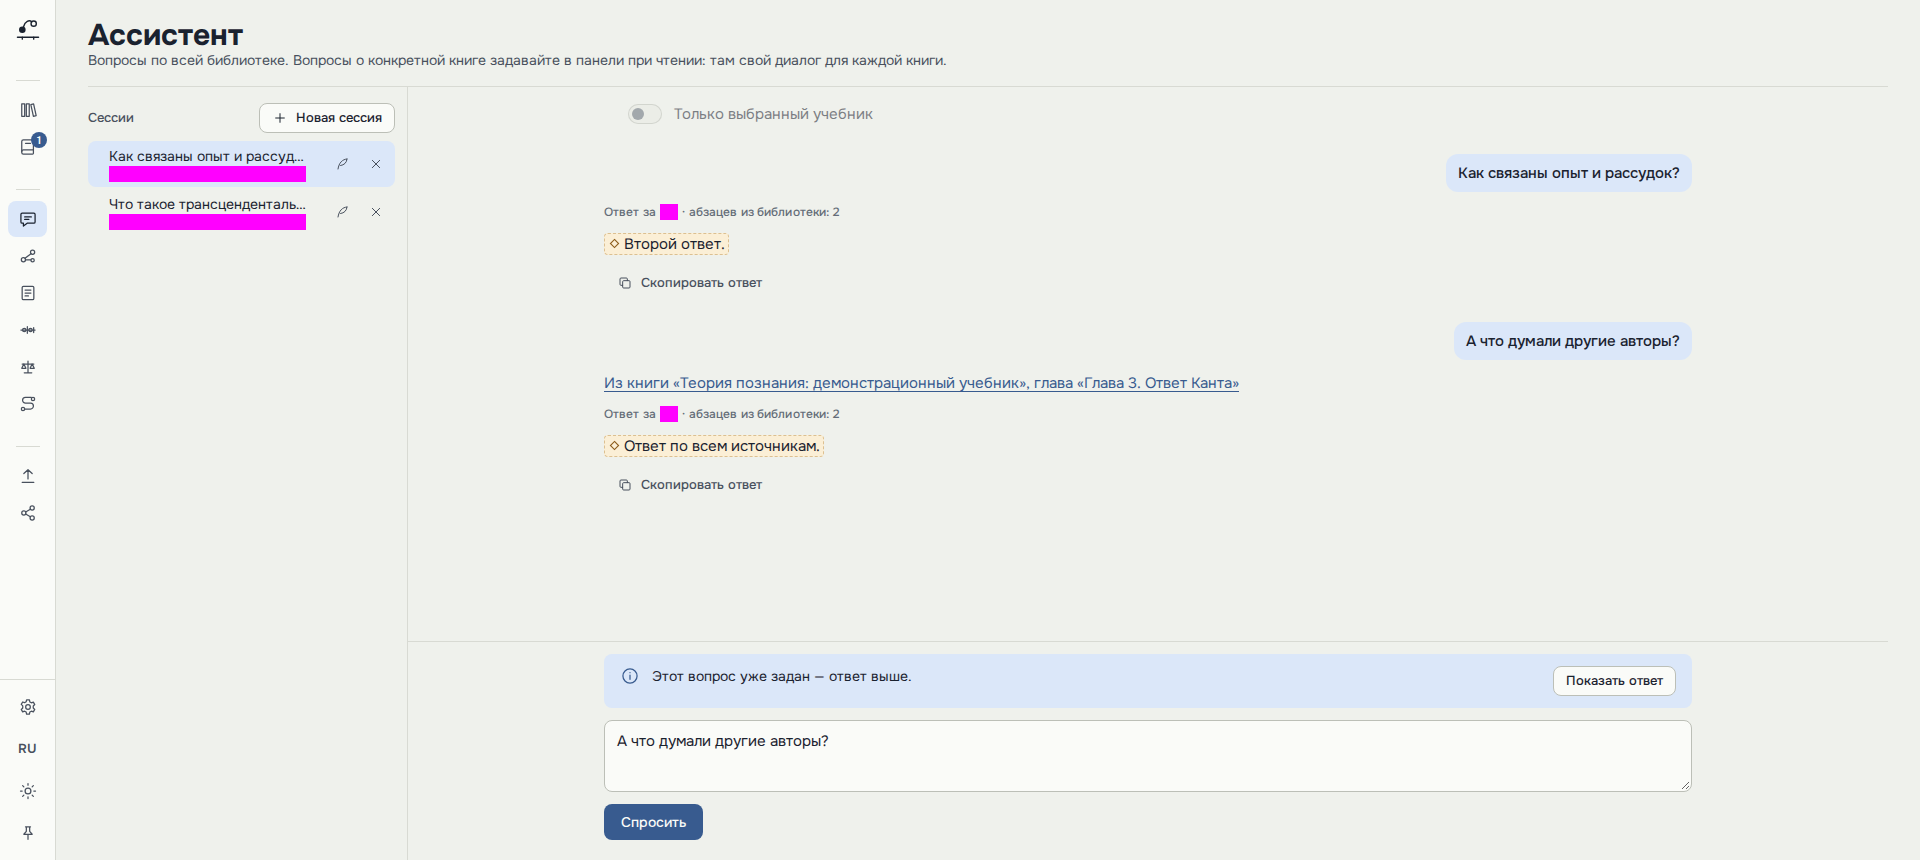 Ассистент
Вопросы по всей библиотеке. Вопросы о конкретной книге задавайте в панели при чтении: там свой диалог для каждой книги.
1
RU
Сессии
Новая сессия
Как связаны опыт и рассуд...
Что такое трансценденталь...
Только выбранный учебник
Как связаны опыт и рассудок?
Ответ за · абзацев из библиотеки: 2
Второй ответ.
Скопировать ответ
А что думали другие авторы?
Из книги «Теория познания: демонстрационный учебник», глава «Глава 3. Ответ Канта»
Ответ за · абзацев из библиотеки: 2
Ответ по всем источникам.
Скопировать ответ
Этот вопрос уже задан — ответ выше.
Показать ответ
А что думали другие авторы?
Спросить